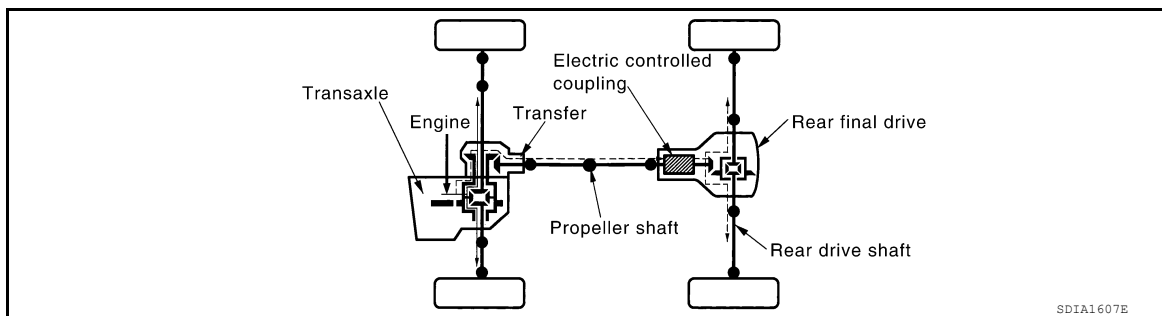 Electric controlled
coupling
Transaxle
Engine
Transfer
Rear final drive
Propeller shaft
Rear drive shaft
SDIA1607E